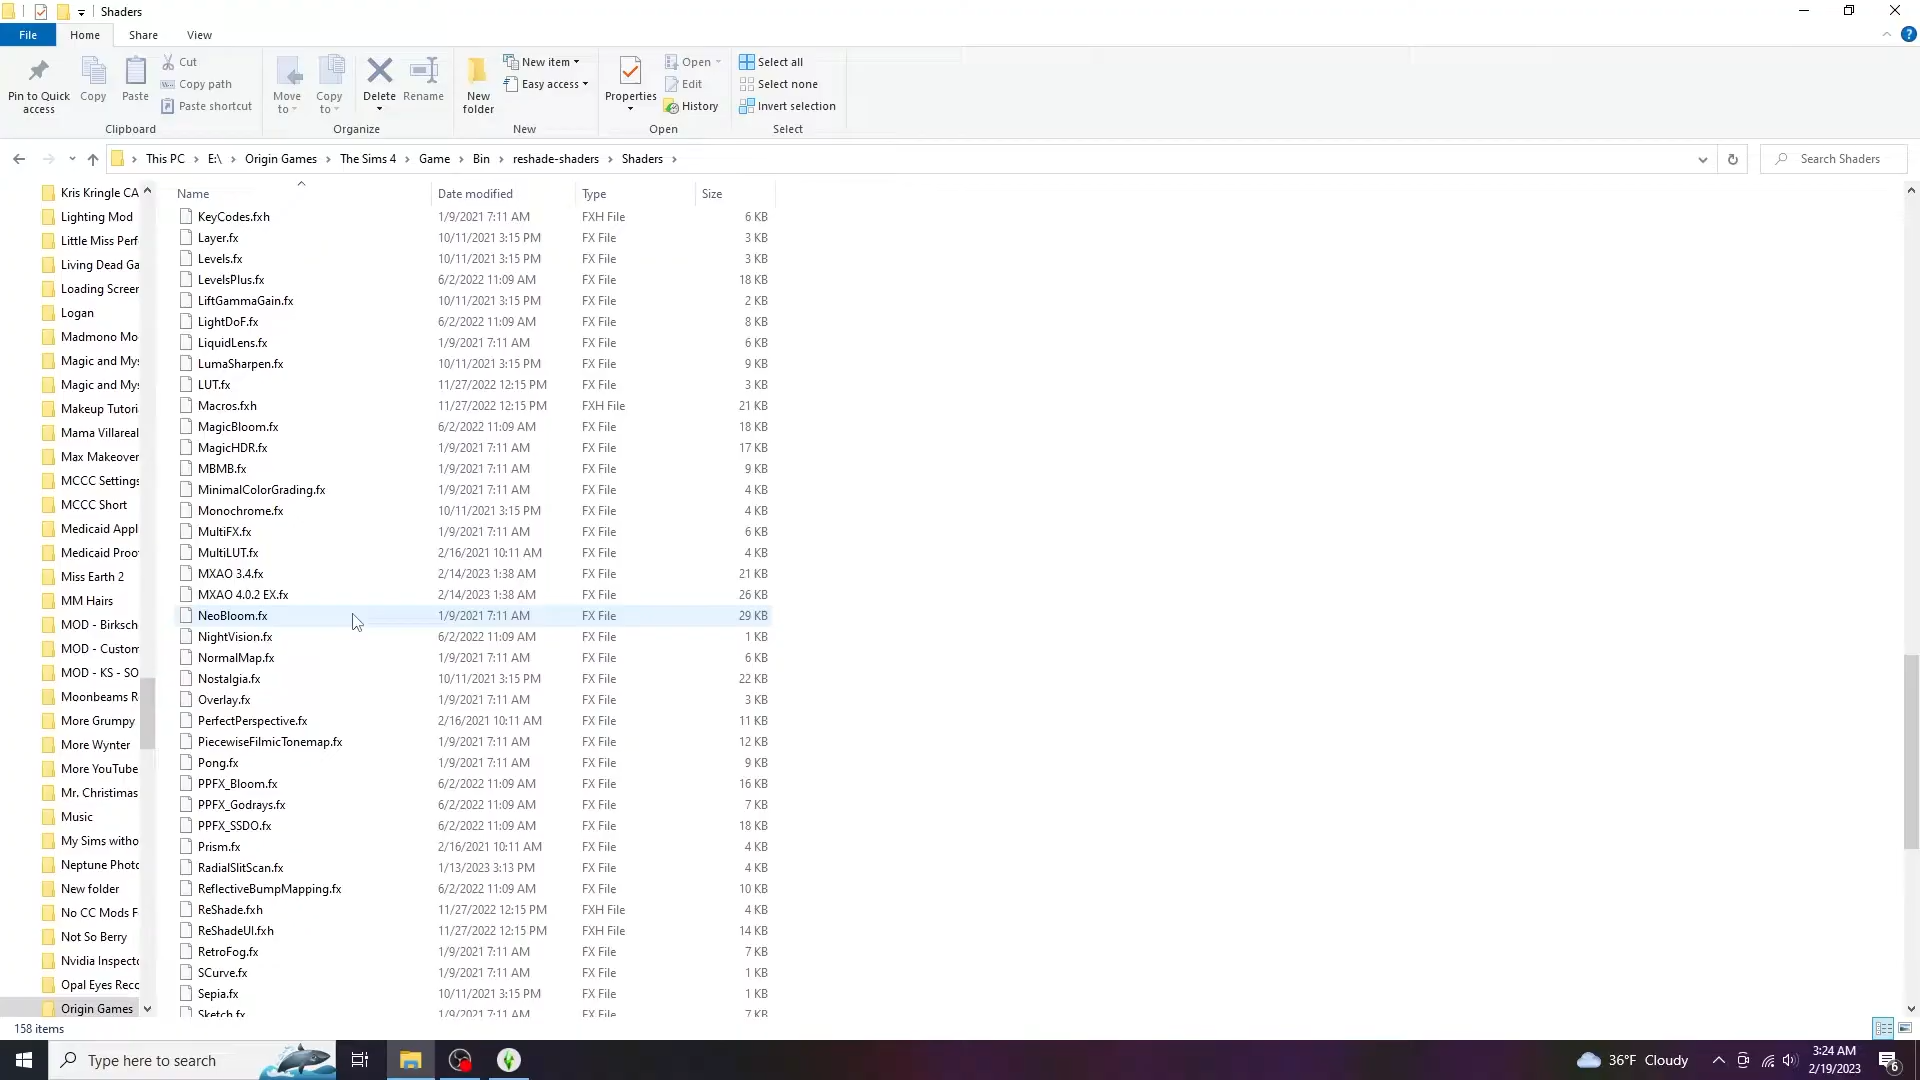 Shaders
File Home Share View
Pin to Quick access
Copy
Paste
Cut
Copy path
Paste shortcut
Clipboard
Move to
Copy to
Delete
Rename
Organize
New folder
New item
Easy access
New
Properties
Open
Edit
History
Open
Select all
Select none
Invert selection
Select
This PC › E:\ › Origin Games › The Sims 4 › Game › Bin › reshade-shaders › Shaders ›
Search Shaders
Kris Kringle CA
Lighting Mod
Little Miss Perf
Living Dead Ga
Loading Screen
Logan
Madmono Mo
Magic and Mys
Magic and Mys
Makeup Tutori
Mama Villareal
Max Makeover
MCCC Settings
MCCC Short
Medicaid Appl
Medicaid Proo
Miss Earth 2
MM Hairs
MOD - Birksch
MOD - Custom
MOD - KS - SO
Moonbeams R
More Grumpy
More Wynter
More YouTube
Mr. Christmas
Music
My Sims witho
Neptune Photo
New folder
No CC Mods F
Not So Berry
Nvidia Inspecto
Opal Eyes Reco
Origin Games
Name Date modified Type Size
KeyCodes.fxh 1/9/2021 7:11 AM FXH File 6 KB
Layer.fx 10/11/2021 3:15 PM FX File 3 KB
Levels.fx 10/11/2021 3:15 PM FX File 3 KB
LevelsPlus.fx 6/2/2022 11:09 AM FX File 18 KB
LiftGammaGain.fx 10/11/2021 3:15 PM FX File 2 KB
LightDoF.fx 6/2/2022 11:09 AM FX File 8 KB
LiquidLens.fx 1/9/2021 7:11 AM FX File 6 KB
LumaSharpen.fx 10/11/2021 3:15 PM FX File 9 KB
LUT.fx 11/27/2022 12:15 PM FX File 3 KB
Macros.fxh 11/27/2022 12:15 PM FXH File 21 KB
MagicBloom.fx 6/2/2022 11:09 AM FX File 18 KB
MagicHDR.fx 1/9/2021 7:11 AM FX File 17 KB
MBMB.fx 1/9/2021 7:11 AM FX File 9 KB
MinimalColorGrading.fx 1/9/2021 7:11 AM FX File 4 KB
Monochrome.fx 10/11/2021 3:15 PM FX File 4 KB
MultiFX.fx 1/9/2021 7:11 AM FX File 6 KB
MultiLUT.fx 2/16/2021 10:11 AM FX File 4 KB
MXAO 3.4.fx 2/14/2023 1:38 AM FX File 21 KB
MXAO 4.0.2 EX.fx 2/14/2023 1:38 AM FX File 26 KB
NeoBloom.fx 1/9/2021 7:11 AM FX File 29 KB
NightVision.fx 6/2/2022 11:09 AM FX File 1 KB
NormalMap.fx 1/9/2021 7:11 AM FX File 6 KB
Nostalgia.fx 10/11/2021 3:15 PM FX File 22 KB
Overlay.fx 1/9/2021 7:11 AM FX File 3 KB
PerfectPerspective.fx 2/16/2021 10:11 AM FX File 11 KB
PiecewiseFilmicTonemap.fx 1/9/2021 7:11 AM FX File 12 KB
Pong.fx 1/9/2021 7:11 AM FX File 9 KB
PPFX_Bloom.fx 6/2/2022 11:09 AM FX File 16 KB
PPFX_Godrays.fx 6/2/2022 11:09 AM FX File 7 KB
PPFX_SSDO.fx 6/2/2022 11:09 AM FX File 18 KB
Prism.fx 2/16/2021 10:11 AM FX File 4 KB
RadialSlitScan.fx 1/13/2023 3:13 PM FX File 4 KB
ReflectiveBumpMapping.fx 6/2/2022 11:09 AM FX File 10 KB
ReShade.fxh 11/27/2022 12:15 PM FXH File 4 KB
ReShadeUI.fxh 11/27/2022 12:15 PM FXH File 14 KB
RetroFog.fx 1/9/2021 7:11 AM FX File 7 KB
SCurve.fx 1/9/2021 7:11 AM FX File 1 KB
Sepia.fx 10/11/2021 3:15 PM FX File 1 KB
Sketch.fx 1/9/2021 7:11 AM FX File 7 KB
158 items
Type here to search
36°F Cloudy
3:24 AM
2/19/2023
6